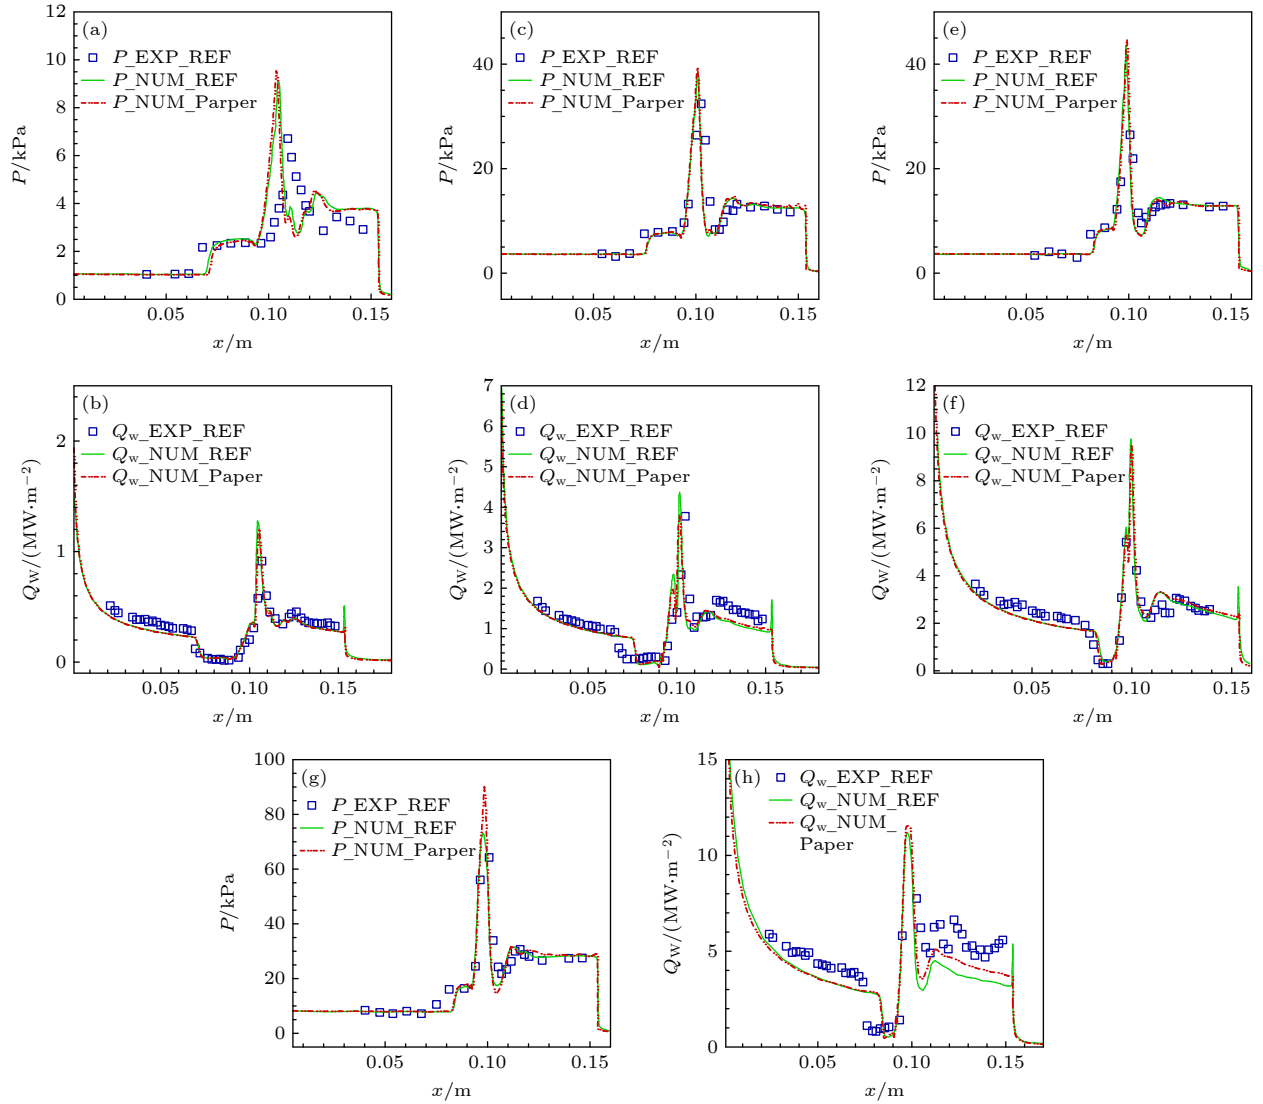 12
(a)
P_EXP_REF
P_NUM_REF
P_NUM_Parper
10
8
6
4
2
0
P/kPa
0.05
0.10
0.15
x/m
(c)
P_EXP_REF
P_NUM_REF
P_NUM_Parper
40
20
0
P/kPa
0.05
0.10
0.15
x/m
(e)
P_EXP_REF
P_NUM_REF
P_NUM_Parper
40
20
0
P/kPa
0.05
0.10
0.15
x/m
(b)
Qw_EXP_REF
Qw_NUM_REF
Qw_NUM_Paper
2
1
0
QW/(MW·m−2)
0.05
0.10
0.15
x/m
7
(d)
Qw_EXP_REF
Qw_NUM_REF
Qw_NUM_Paper
6
5
4
3
2
1
0
QW/(MW·m−2)
0.05
0.10
0.15
x/m
12
(f)
Qw_EXP_REF
Qw_NUM_REF
Qw_NUM_Paper
10
8
6
4
2
0
QW/(MW·m−2)
0.05
0.10
0.15
x/m
100
(g)
P_EXP_REF
P_NUM_REF
P_NUM_Parper
80
60
40
20
0
P/kPa
0.05
0.10
0.15
x/m
15
(h)
Qw_EXP_REF
Qw_NUM_REF
Qw_NUM_
Paper
10
5
0
QW/(MW·m−2)
0.05
0.10
0.15
x/m